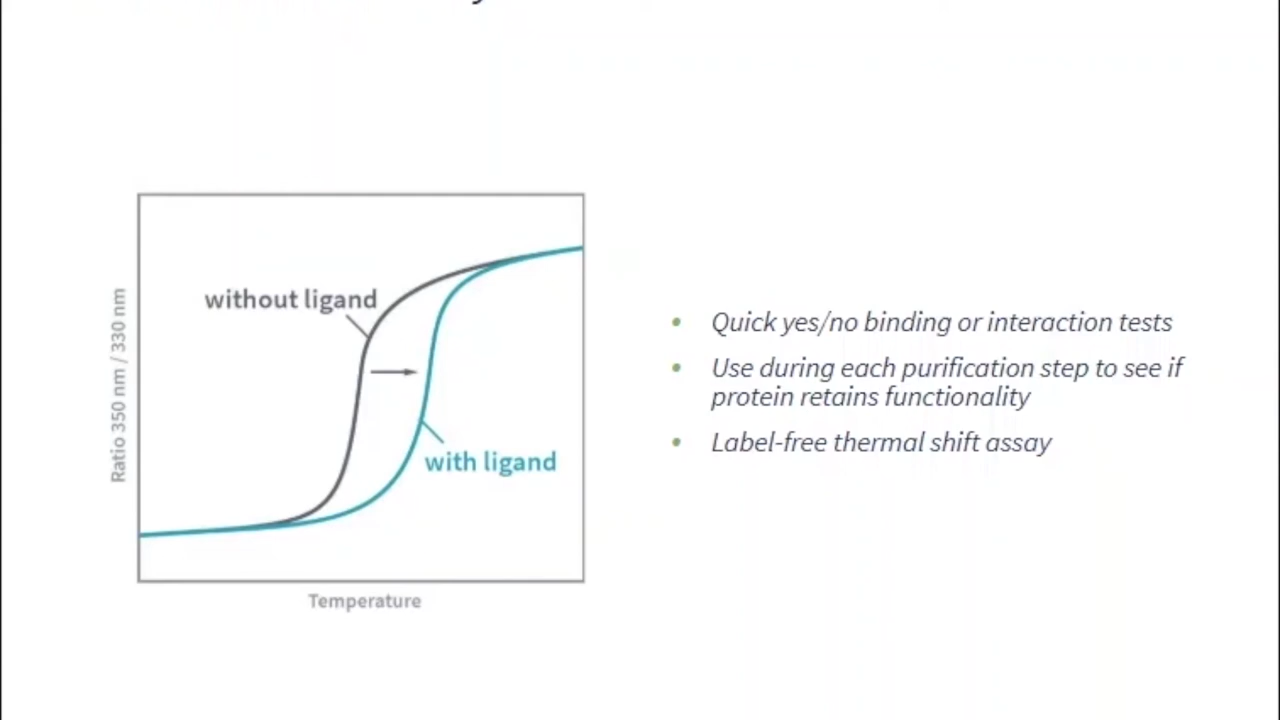 without ligand
Ratio 350 nm / 330 nm
with ligand
Temperature
Quick yes/no binding or interaction tests
Use during each purification step to see if
protein retains functionality
Label-free thermal shift assay